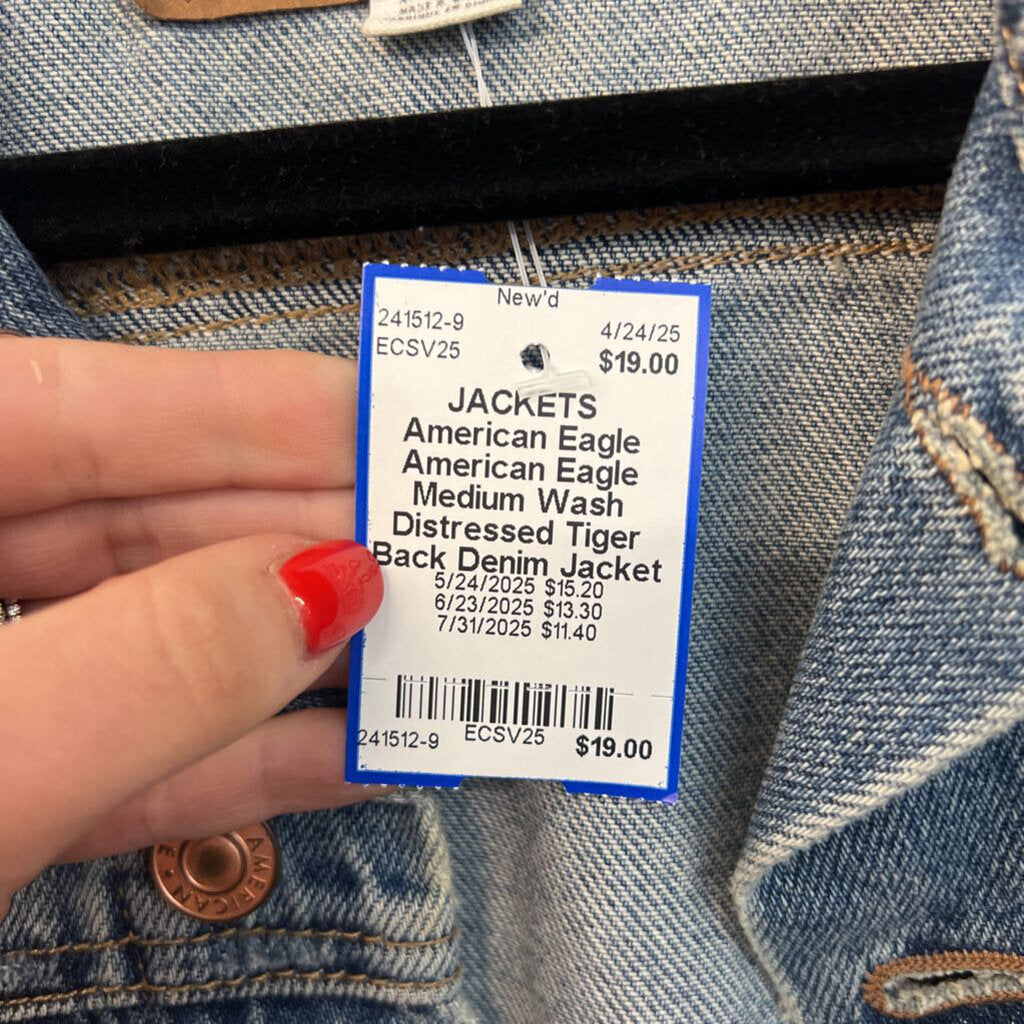 New'd
241512-9
4/24/25
ECSV25
$19.00
JACKETS
American Eagle
American Eagle
Medium Wash
Distressed Tiger
Back Denim Jacket
5/24/2025 $15.20
6/23/2025 $13.30
7/31/2025 $11.40
241512-9
ECSV25
$19.00
AMERICAN